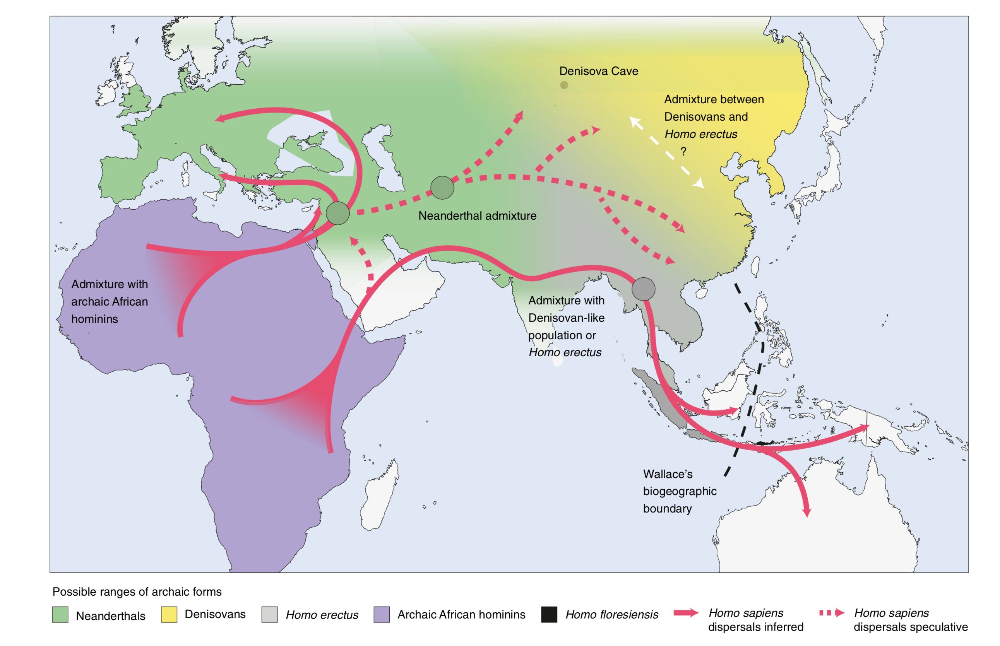 Denisova Cave
Admixture between
Denisovans and
Homo erectus
?
Neanderthal admixture
Admixture with
archaic African
hominins
Admixture with
Denisovan-like
population or
Homo erectus
Wallace’s
biogeographic
boundary
Possible ranges of archaic forms
Neanderthals
Denisovans
Homo erectus
Archaic African hominins
Homo floresiensis
Homo sapiens
dispersals inferred
Homo sapiens
dispersals speculative